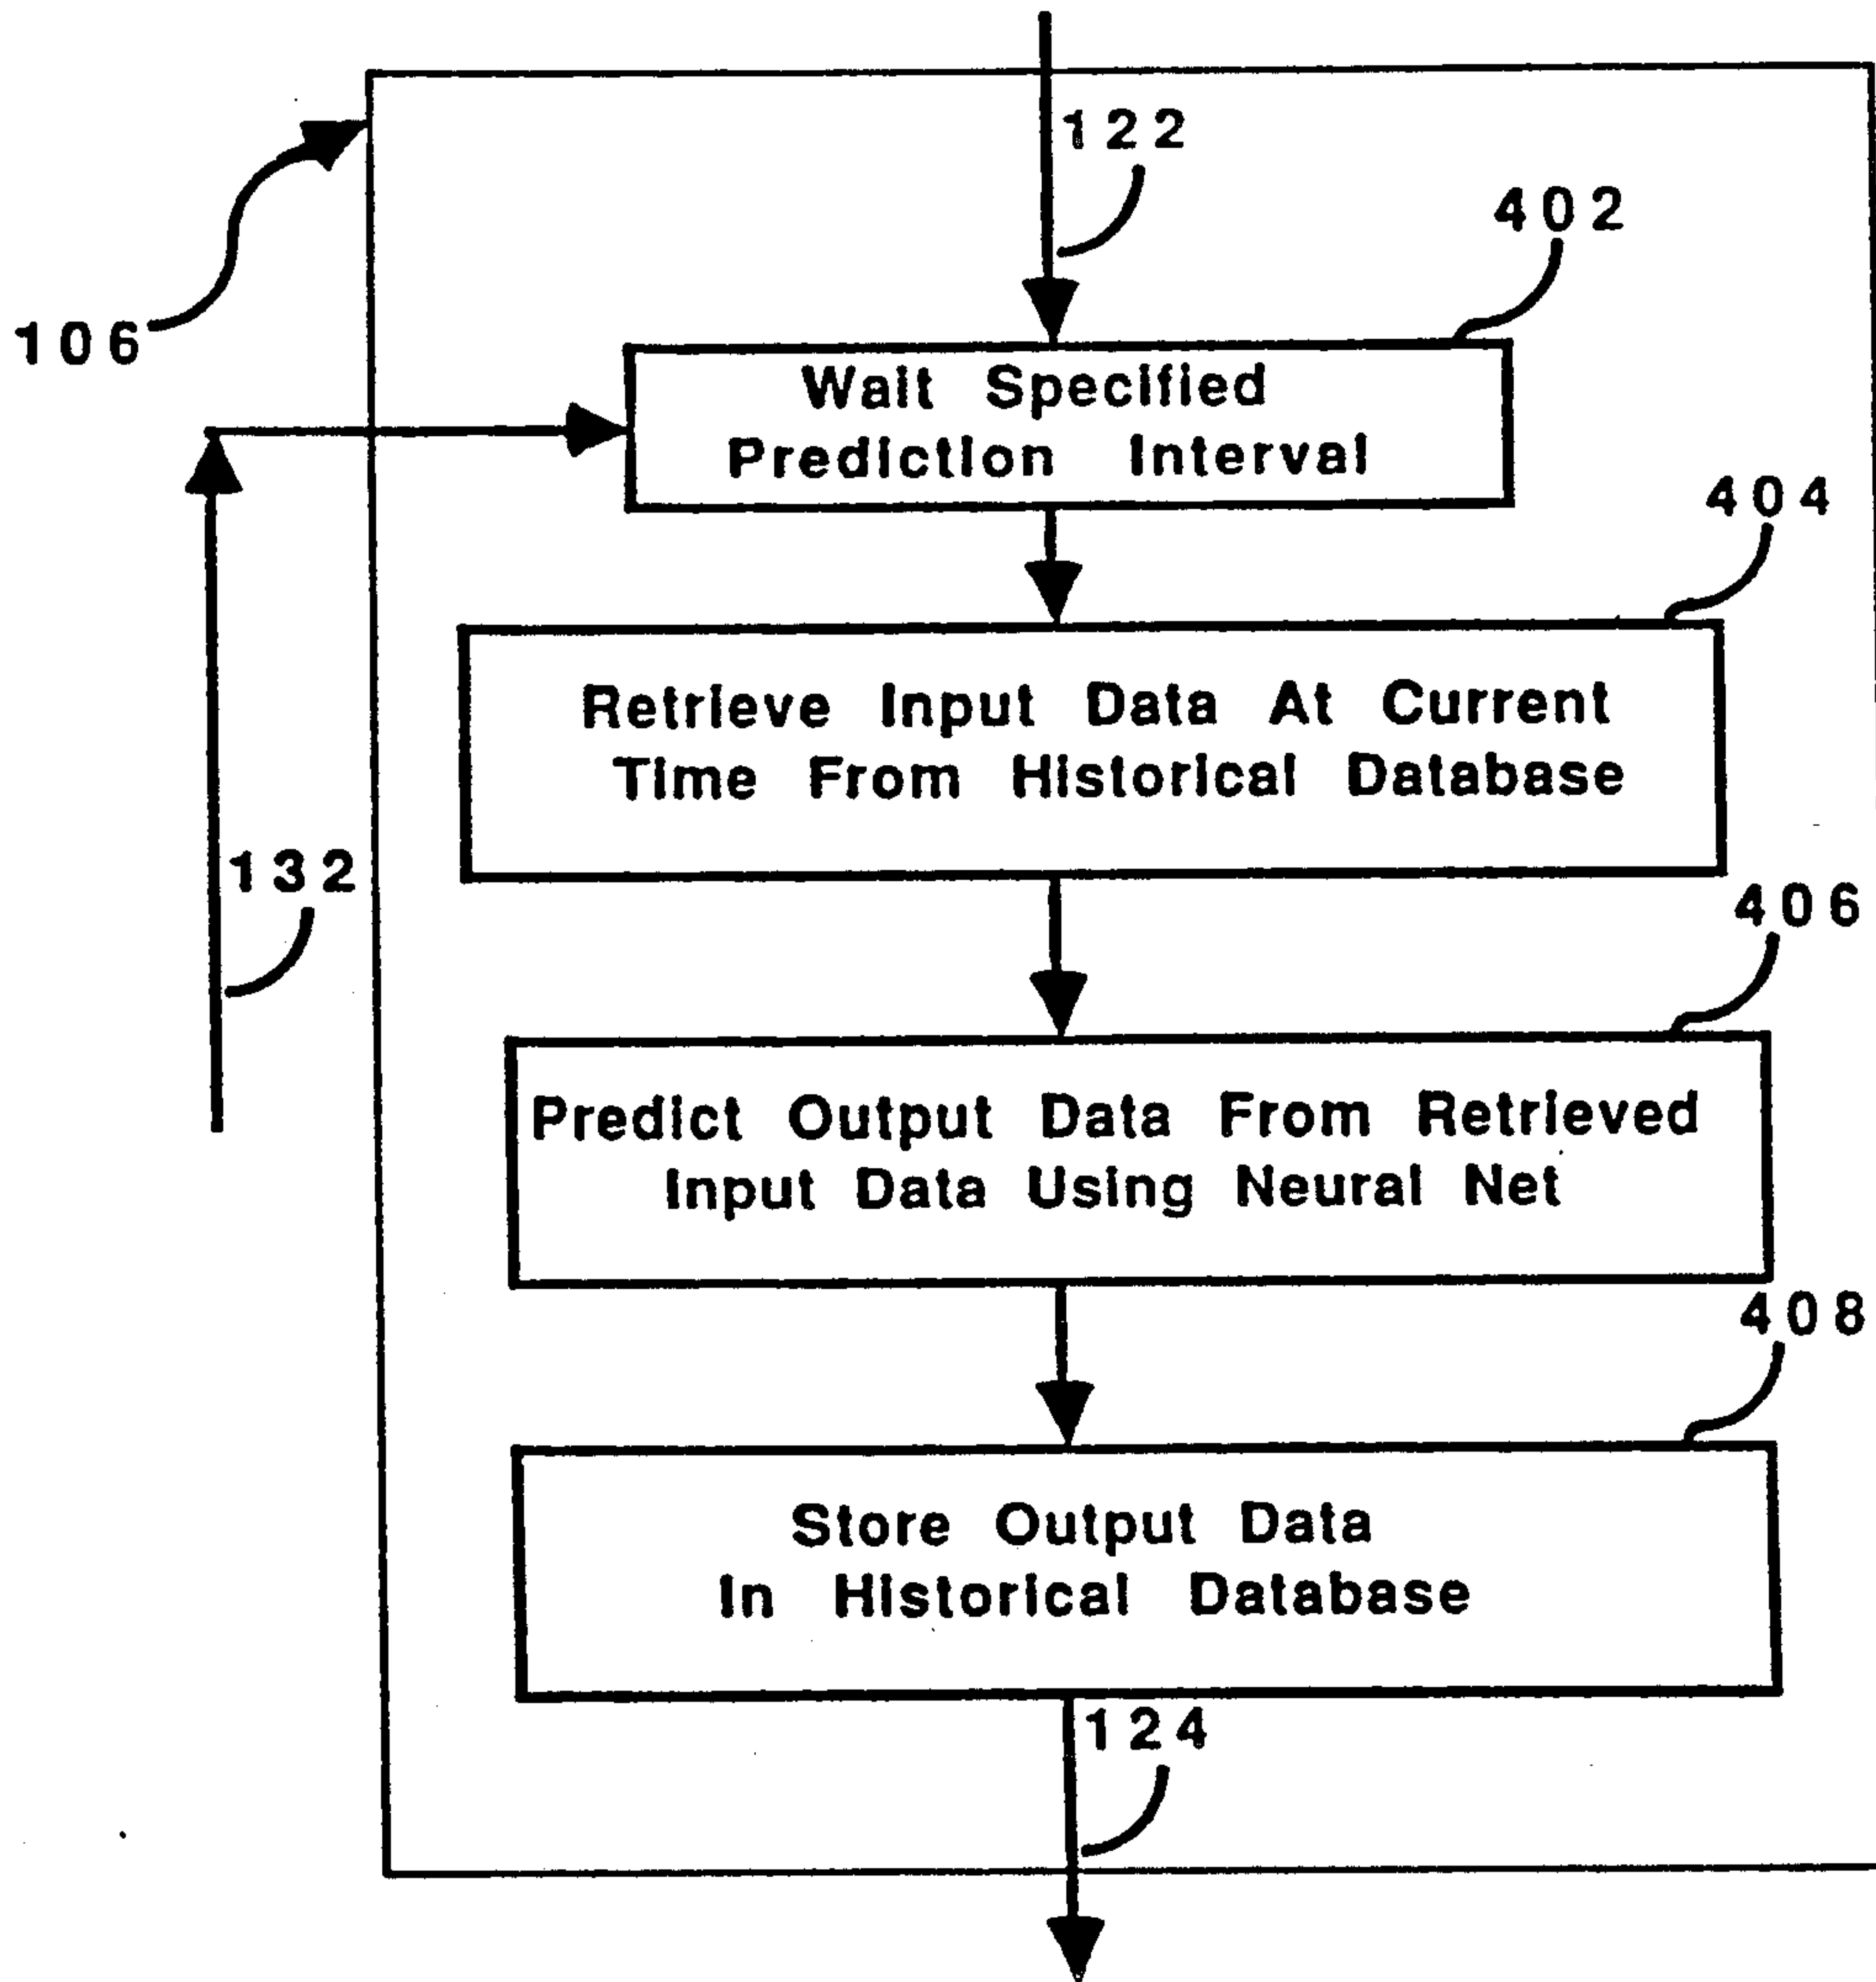 122
402
106
Wait Specified
Prediction Interval
404
Retrieve Input Data At Current
Time From Historical Database
132
406
Predict Output Data From Retrieved
Input Data Using Neural Net
408
Store Output Data
In Historical Database
124